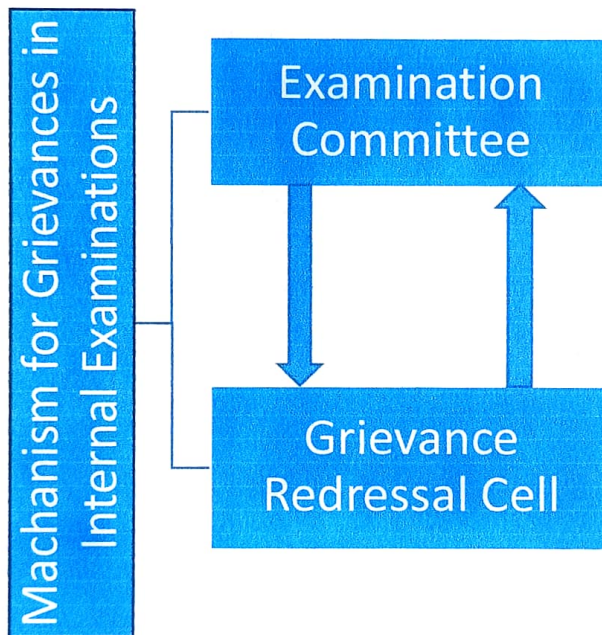 Machanism for Grievances in
Internal Examinations
Examination
Committee
Grievance
Redressal Cell